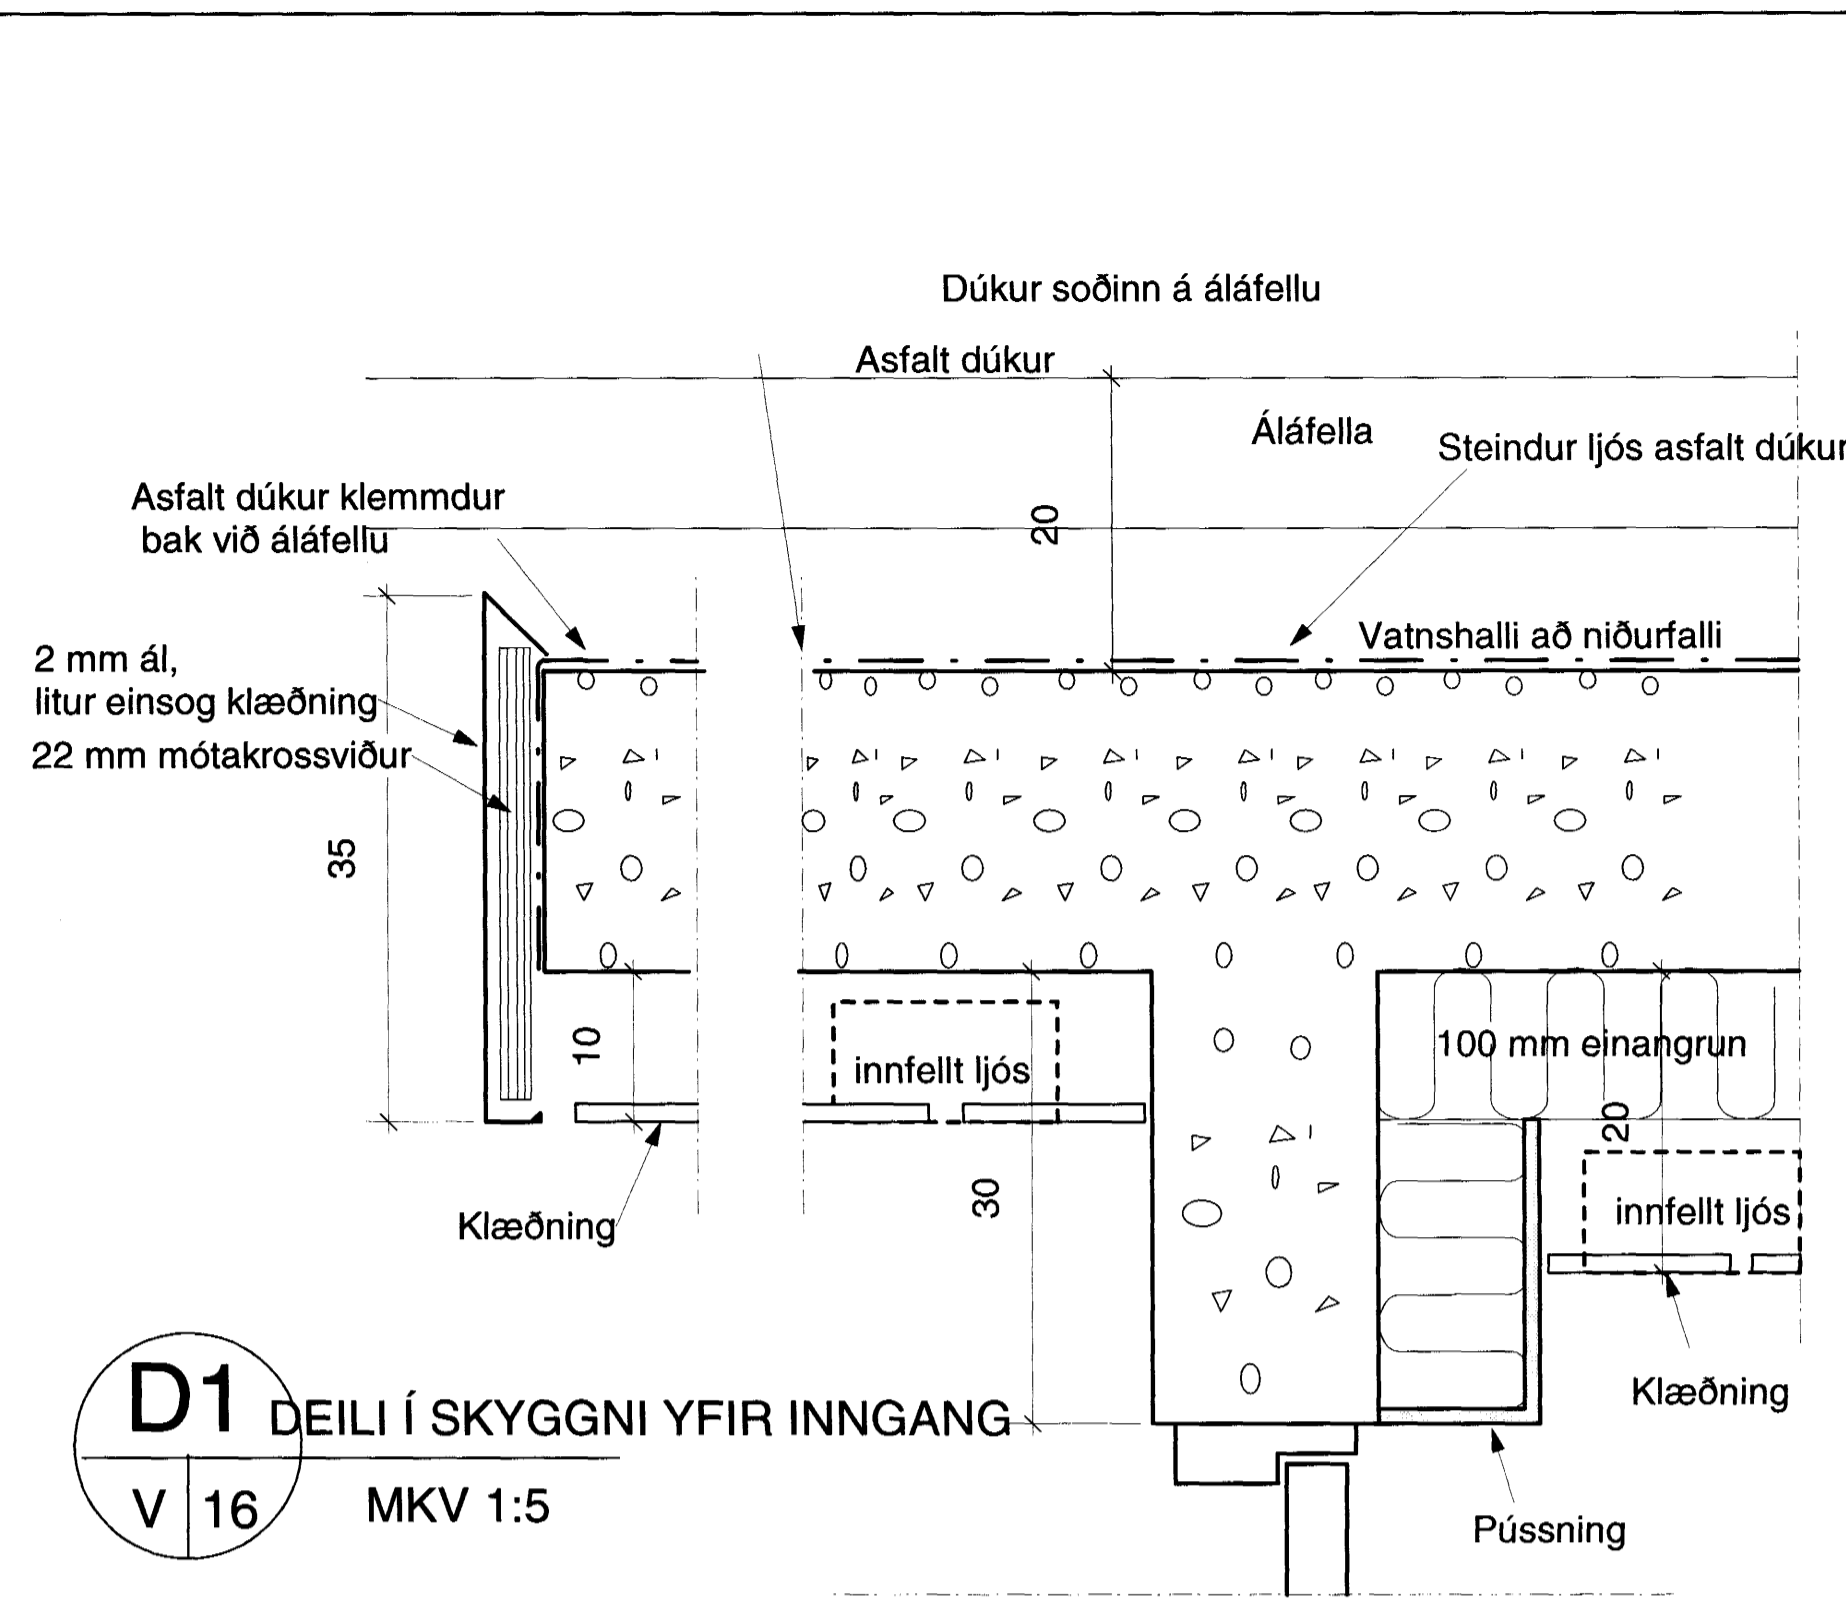 Dúkur soðinn á áláfellu
Asfalt dúkur
Áláfella
Steindur ljós asfalt dúkur
Asfalt dúkur klemmdur
bak við áláfellu
20
Vatnshalli að niðurfalli
2 mm ál,
litur einsog klæðning
22 mm mótakrossviður
35
10
innfellt ljós
100 mm einangrun
20
30
innfellt ljós
Klæðning
Klæðning
D1 DEILI Í SKYGGNI YFIR INNGANG
V 16 MKV 1:5
Pússning